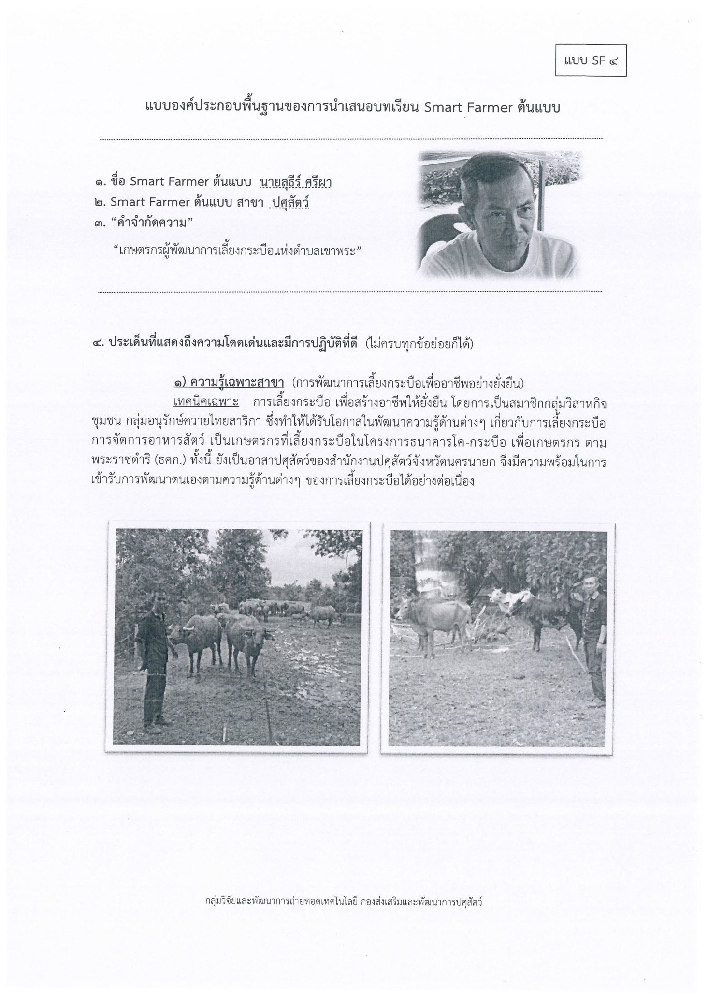 แบบ SF ๔
แบบองค์ประกอบพื้นฐานของการนำเสนอบทเรียน Smart Farmer ต้นแบบ
๑. ชื่อ Smart Farmer ต้นแบบ นายสุธีร์ ศรีผา
๒. Smart Farmer ต้นแบบ สาขา ปศุสัตว์
๓. “คำจำกัดความ”
“เกษตรกรผู้พัฒนาการเลี้ยงกระบือแห่งตำบลเขาพระ”
๔. ประเด็นที่แสดงถึงความโดดเด่นและมีการปฏิบัติที่ดี (ไม่ครบทุกข้อย่อยก็ได้)
๑) ความรู้เฉพาะสาขา (การพัฒนาการเลี้ยงกระบือเพื่ออาชีพอย่างยั่งยืน)
เทคนิคเฉพาะ การเลี้ยงกระบือ เพื่อสร้างอาชีพให้ยั่งยืน โดยการเป็นสมาชิกกลุ่มวิสาหกิจ
ชุมชน กลุ่มอนุรักษ์ควายไทยสาริกา ซึ่งทำให้ได้รับโอกาสในพัฒนาความรู้ด้านต่างๆ เกี่ยวกับการเลี้ยงกระบือ
การจัดการอาหารสัตว์ เป็นเกษตรกรที่เลี้ยงกระบือในโครงการธนาคารโค-กระบือ เพื่อเกษตรกร ตาม
พระราชดำริ (ธคก.) ทั้งนี้ ยังเป็นอาสาปศุสัตว์ของสำนักงานปศุสัตว์จังหวัดนครนายก จึงมีความพร้อมในการ
เข้ารับการพัฒนาตนเองตามความรู้ด้านต่างๆ ของการเลี้ยงกระบือได้อย่างต่อเนื่อง
กลุ่มวิจัยและพัฒนาการถ่ายทอดเทคโนโลยี กองส่งเสริมและพัฒนาการปศุสัตว์